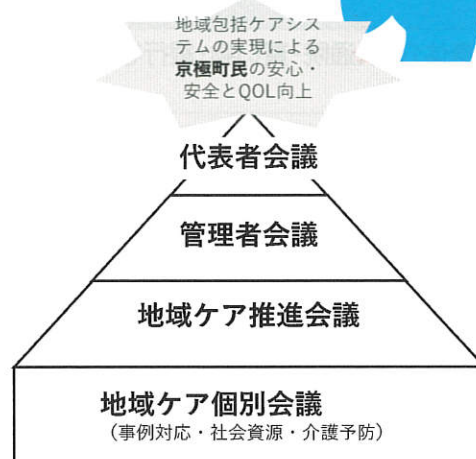 地域包括ケアシス
テムの実現による
京極町民の安心・
安全とQOL向上
代表者会議
管理者会議
地域ケア推進会議
地域ケア個別会議
（事例対応・社会資源・介護予防）